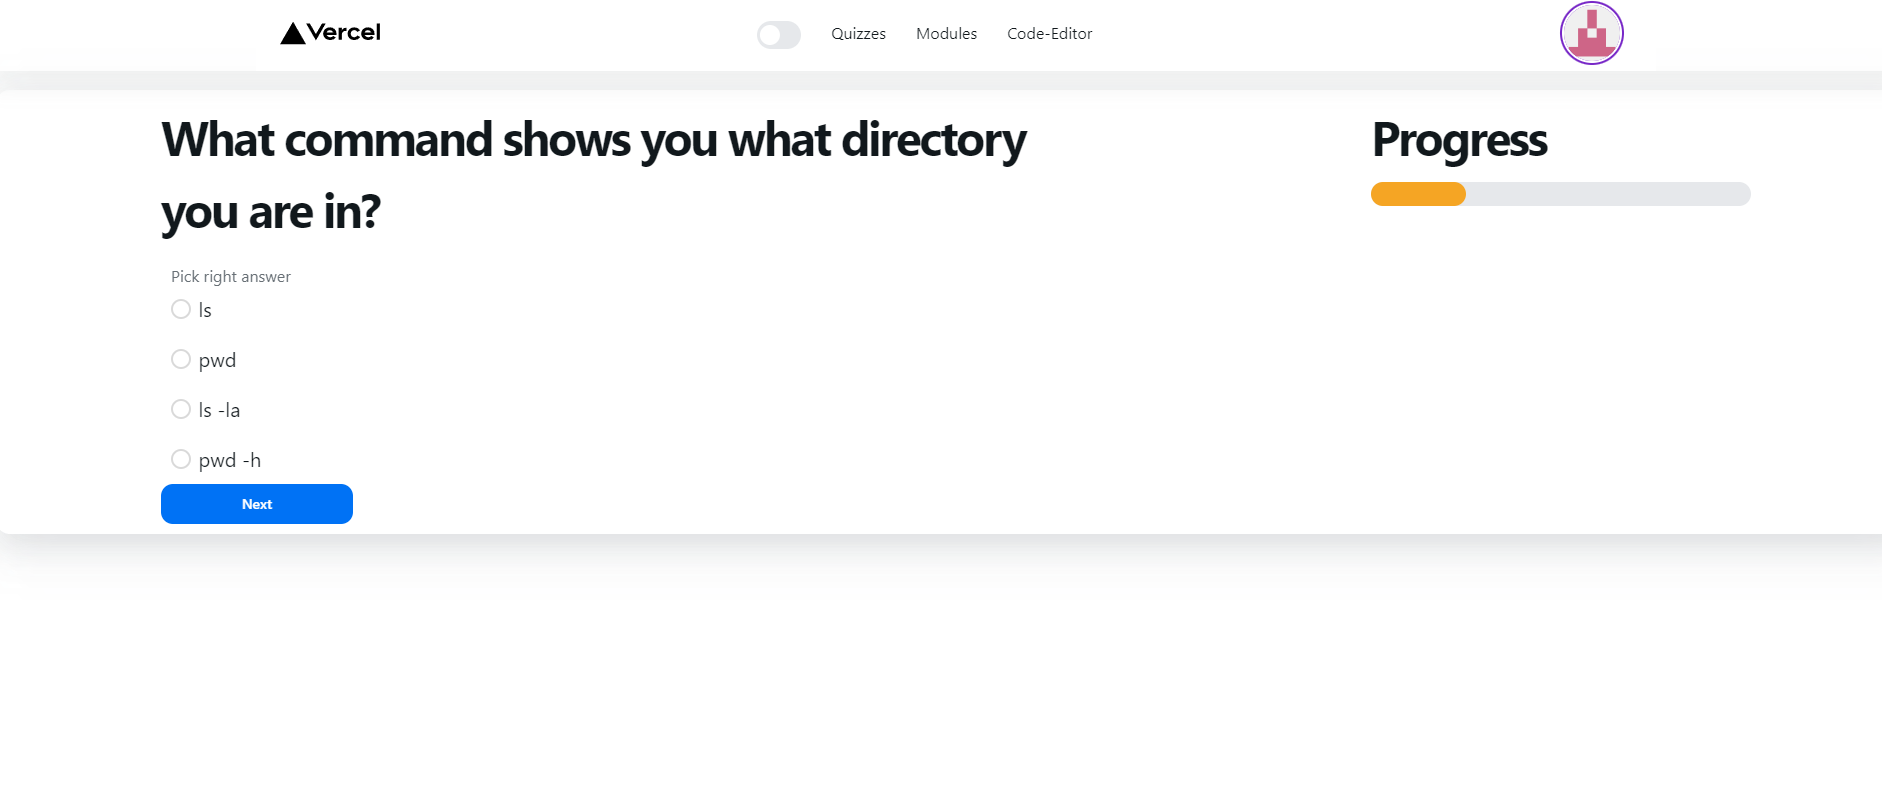 Vercel
Quizzes Modules Code-Editor
What command shows you what directory
you are in?
Pick right answer
ls
pwd
ls -la
pwd -h
Next
Progress